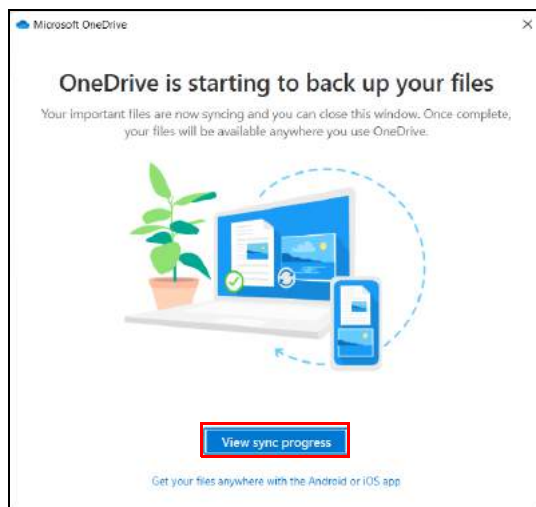 Microsoft OneDrive
OneDrive is starting to back up your files
Your important files are now syncing and you can close this window. Once complete,
your files will be available anywhere you use OneDrive.
View sync progress
Get your files anywhere with the Android or iOS app